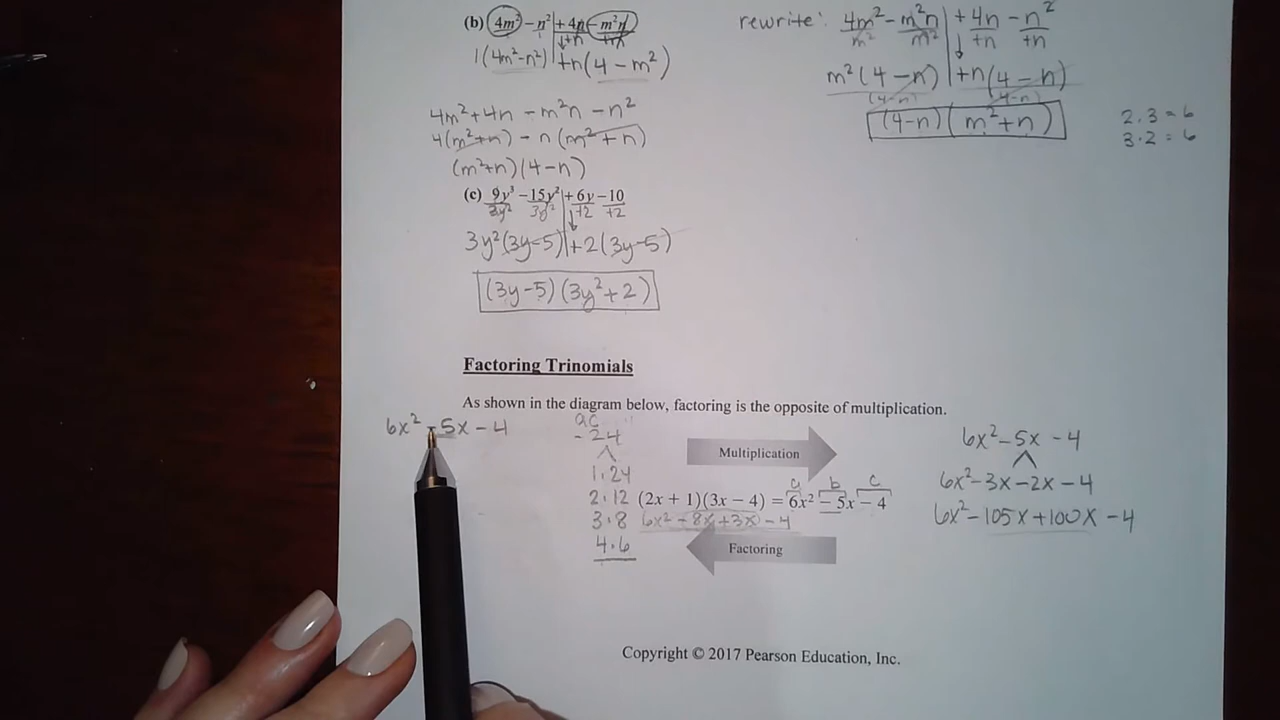 (b) 4m² - n² + 4n - m²n
+n +n
1(4m²-n²) +n(4-m²)
4m²+4n - m²n - n²
4(m²+n) - n(m²+n)
(m²+n)(4-n)
rewrite: 4m² - m²n + 4n - n²
m² m² +n +n
m²(4-n) +n(4-n)
(4-n) (4-n)
(4-n)(m²+n)
2.3=6
3.2=6
(c) 9y³ - 15y² + 6y - 10
3y² 3y² +2 +2
3y²(3y-5) +2(3y-5)
(3y-5)(3y²+2)
Factoring Trinomials
As shown in the diagram below, factoring is the opposite of multiplication.
6x² - 5x - 4
ac
-24
1.24
2.12
3.8
4.6
Multiplication
a b c
(2x + 1)(3x – 4) = 6x² – 5x – 4
6x² - 8x + 3x - 4
Factoring
6x² - 5x - 4
6x² - 3x - 2x - 4
6x² - 105x + 100x - 4
Copyright © 2017 Pearson Education, Inc.